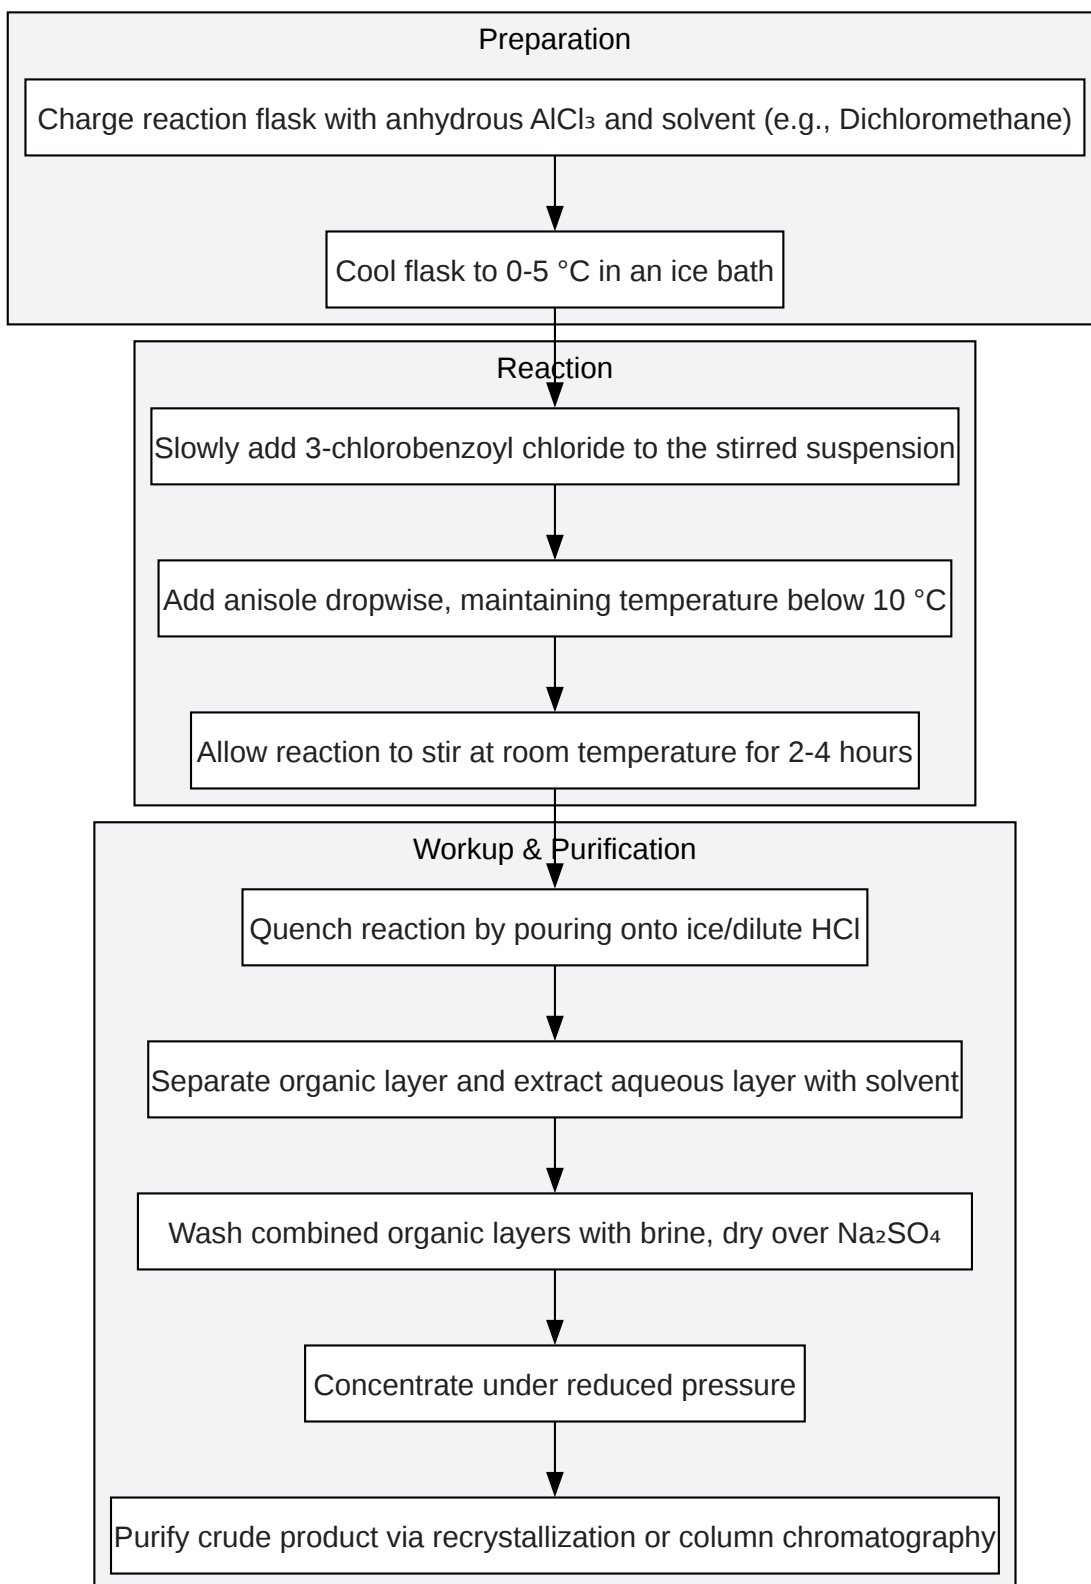 Preparation
Charge reaction flask with anhydrous AlCl₃ and solvent (e.g., Dichloromethane)
Cool flask to 0-5 °C in an ice bath
Reaction
Slowly add 3-chlorobenzoyl chloride to the stirred suspension
Add anisole dropwise, maintaining temperature below 10 °C
Allow reaction to stir at room temperature for 2-4 hours
Workup & Purification
Quench reaction by pouring onto ice/dilute HCl
Separate organic layer and extract aqueous layer with solvent
Wash combined organic layers with brine, dry over Na₂SO₄
Concentrate under reduced pressure
Purify crude product via recrystallization or column chromatography